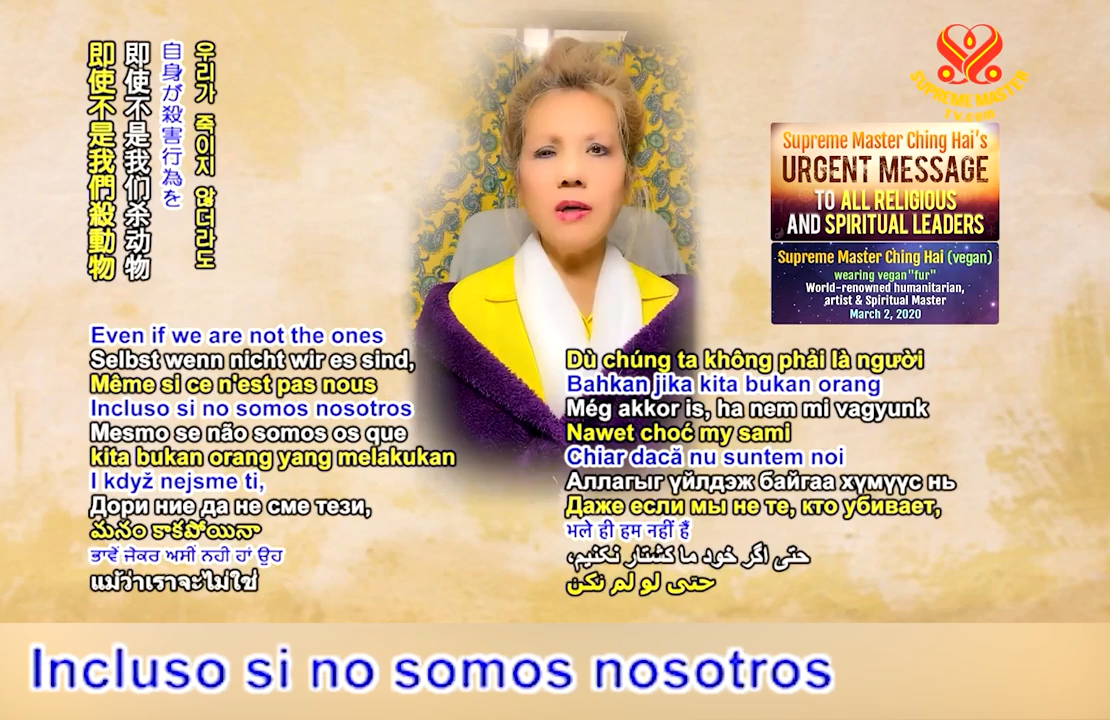 即使不是我們殺動物
即使不是我们杀动物
自身が殺害行為を
우리가 죽이지 않더라도
SUPREME MASTER
Supreme Master Ching Hai's
URGENT MESSAGE
TO ALL RELIGIOUS
AND SPIRITUAL LEADERS
Supreme Master Ching Hai (vegan)
wearing vegan "fur"
World-renowned humanitarian,
artist & Spiritual Master
March 2, 2020
Even if we are not the ones
Selbst wenn nicht wir es sind,
Même si ce n'est pas nous
Incluso si no somos nosotros
Mesmo se não somos os que
kita bukan orang yang melakukan
I když nejsme ti,
Дори ние да не сме тези,
మనం కాకపోయినా
ਭਾਵੇਂ ਜੇਕਰ ਅਸੀਂ ਨਹੀ ਹਾਂ ਉਹ
แม้ว่าเราจะไม่ใช่
Dù chúng ta không phải là người
Bahkan jika kita bukan orang
Még akkor is, ha nem mi vagyunk
Nawet choć my sami
Chiar dacă nu suntem noi
Аллагыг үйлдэж байгаа хүмүүс нь
Даже если мы не те, кто убивает,
भले ही हम नहीं हैं
حتی اگر خود ما کشتار نکنیم،
حتى لو لم نكن
Incluso si no somos nosotros